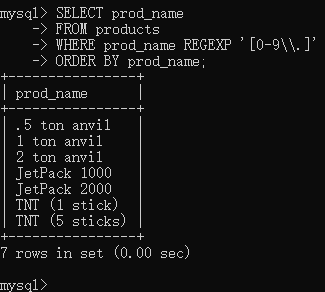 mysql> SELECT prod_name
    -> FROM products
    -> WHERE prod_name REGEXP '[0-9\\.]'
    -> ORDER BY prod_name;
+----------------+
| prod_name      |
+----------------+
| .5 ton anvil   |
| 1 ton anvil    |
| 2 ton anvil    |
| JetPack 1000   |
| JetPack 2000   |
| TNT (1 stick)  |
| TNT (5 sticks) |
+----------------+
7 rows in set (0.00 sec)
mysql>